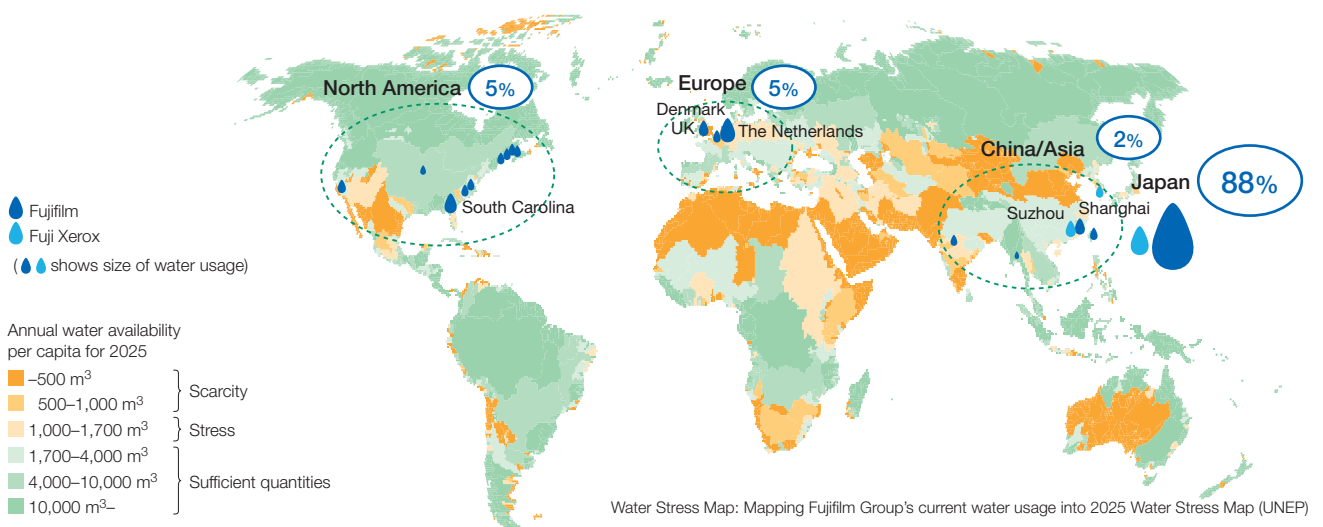 North America 5%
Europe 5%
Denmark
UK
The Netherlands
China/Asia 2%
Japan 88%
South Carolina
Suzhou
Shanghai
Fujifilm
Fuji Xerox
( shows size of water usage)
Annual water availability
per capita for 2025
–500 m³
500–1,000 m³
Scarcity
1,000–1,700 m³
Stress
1,700–4,000 m³
4,000–10,000 m³
Sufficient quantities
10,000 m³–
Water Stress Map: Mapping Fujifilm Group's current water usage into 2025 Water Stress Map (UNEP)